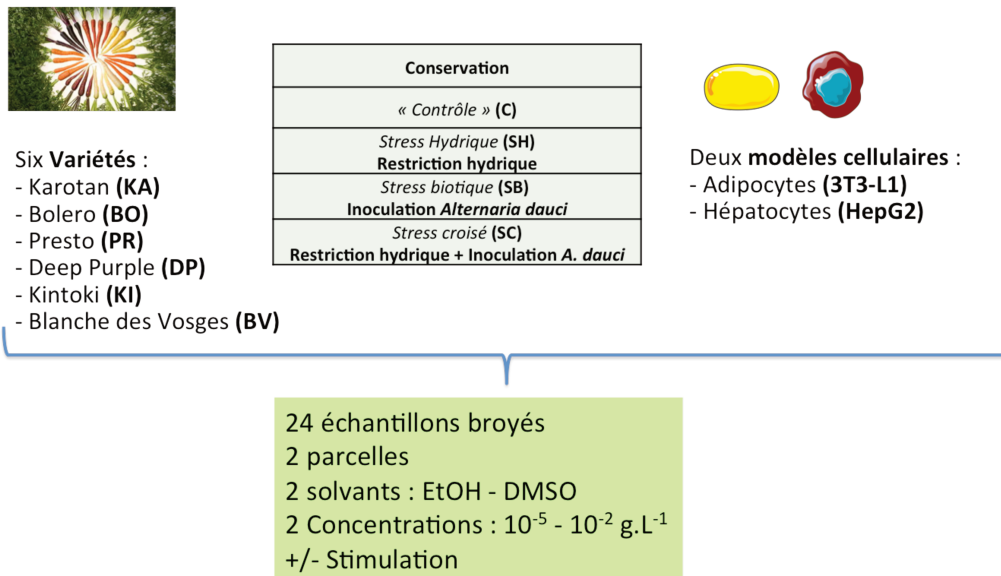 Six Variétés :
- Karotan (KA)
- Bolero (BO)
- Presto (PR)
- Deep Purple (DP)
- Kintoki (KI)
- Blanche des Vosges (BV)
Conservation
« Contrôle » (C)
Stress Hydrique (SH)
Restriction hydrique
Stress biotique (SB)
Inoculation Alternaria dauci
Stress croisé (SC)
Restriction hydrique + Inoculation A. dauci
Deux modèles cellulaires :
- Adipocytes (3T3-L1)
- Hépatocytes (HepG2)
24 échantillons broyés
2 parcelles
2 solvants : EtOH - DMSO
2 Concentrations : 10⁻⁵ - 10⁻² g.L⁻¹
+/- Stimulation